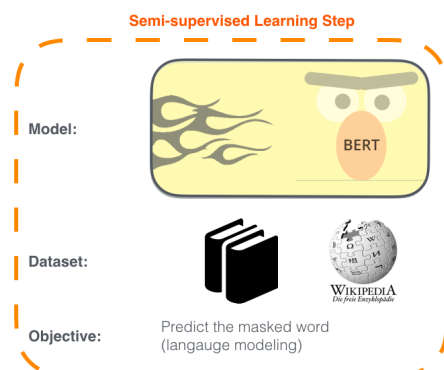 Semi-supervised Learning Step
Model:
BERT
Dataset:
WIKIPEDIA
Die freie Enzyklopädie
Objective:
Predict the masked word
(langauge modeling)